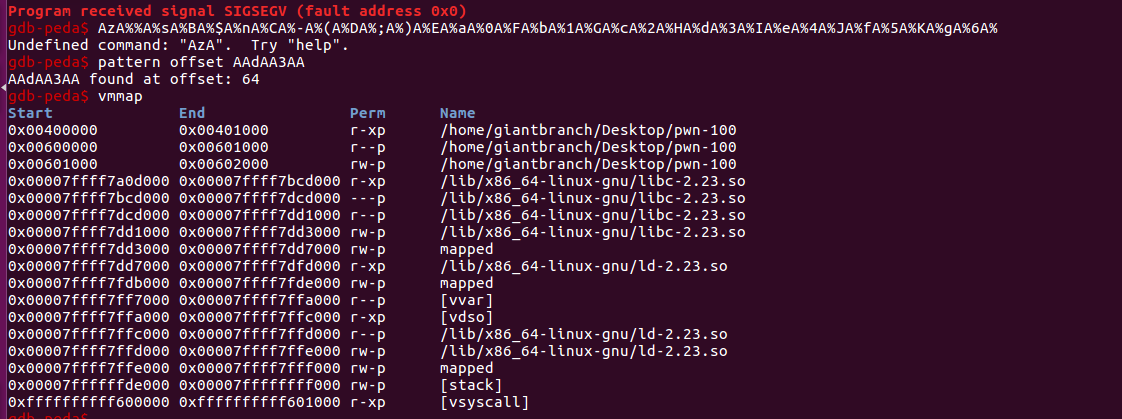 Program received signal SIGSEGV (fault address 0x0)
gdb-peda$ AzA%%A%sA%BA%$A%nA%CA%-A%(A%DA%;A%)A%EA%aA%0A%FA%bA%1A%GA%cA%2A%HA%dA%3A%IA%eA%4A%JA%fA%5A%KA%gA%6A%
Undefined command: "AzA".  Try "help".
gdb-peda$ pattern offset AAdAA3AA
AAdAA3AA found at offset: 64
gdb-peda$ vmmap
Start End Perm Name
0x00400000 0x00401000 r-xp /home/giantbranch/Desktop/pwn-100
0x00600000 0x00601000 r--p /home/giantbranch/Desktop/pwn-100
0x00601000 0x00602000 rw-p /home/giantbranch/Desktop/pwn-100
0x00007ffff7a0d000 0x00007ffff7bcd000 r-xp /lib/x86_64-linux-gnu/libc-2.23.so
0x00007ffff7bcd000 0x00007ffff7dcd000 ---p /lib/x86_64-linux-gnu/libc-2.23.so
0x00007ffff7dcd000 0x00007ffff7dd1000 r--p /lib/x86_64-linux-gnu/libc-2.23.so
0x00007ffff7dd1000 0x00007ffff7dd3000 rw-p /lib/x86_64-linux-gnu/libc-2.23.so
0x00007ffff7dd3000 0x00007ffff7dd7000 rw-p mapped
0x00007ffff7dd7000 0x00007ffff7dfd000 r-xp /lib/x86_64-linux-gnu/ld-2.23.so
0x00007ffff7fdb000 0x00007ffff7fde000 rw-p mapped
0x00007ffff7ff7000 0x00007ffff7ffa000 r--p [vvar]
0x00007ffff7ffa000 0x00007ffff7ffc000 r-xp [vdso]
0x00007ffff7ffc000 0x00007ffff7ffd000 r--p /lib/x86_64-linux-gnu/ld-2.23.so
0x00007ffff7ffd000 0x00007ffff7ffe000 rw-p /lib/x86_64-linux-gnu/ld-2.23.so
0x00007ffff7ffe000 0x00007ffff7fff000 rw-p mapped
0x00007ffffffde000 0x00007ffffffff000 rw-p [stack]
0xffffffffff600000 0xffffffffff601000 r-xp [vsyscall]
gdb-peda$